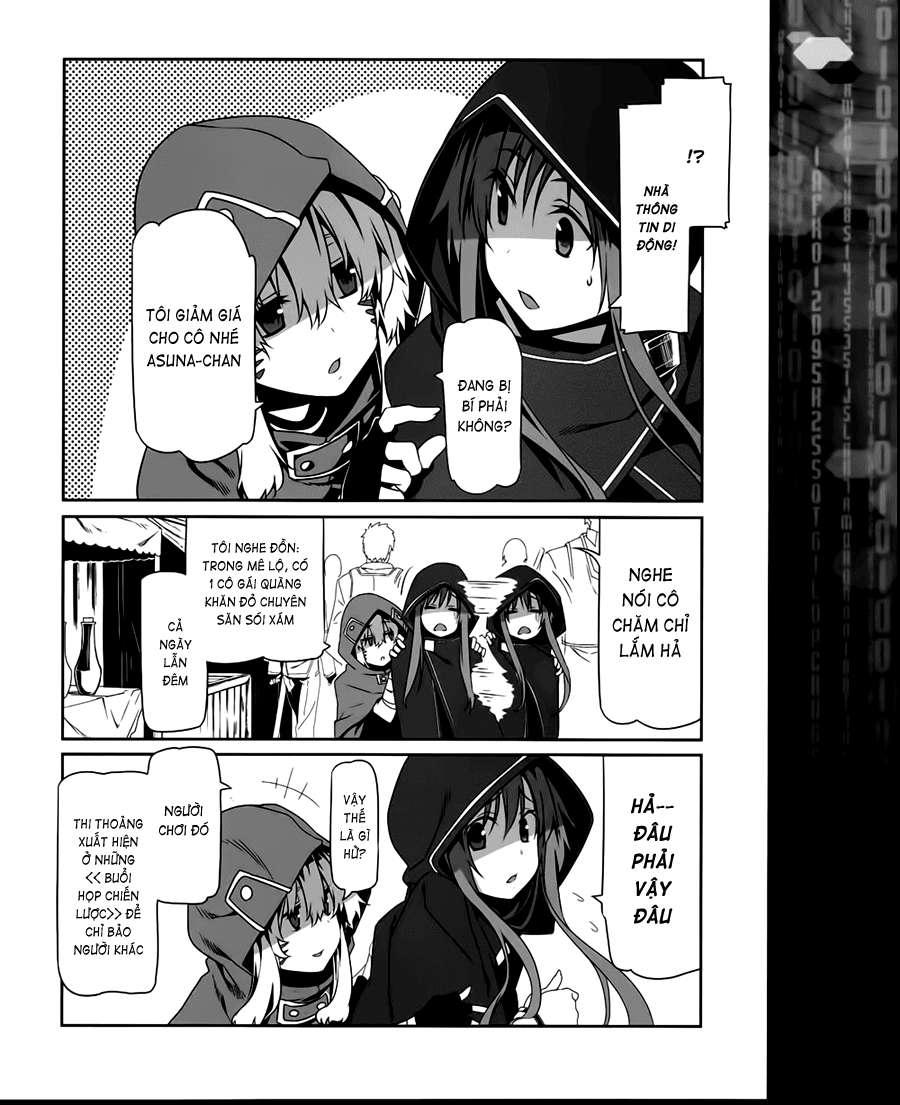 !?
NHÀ
THÔNG
TIN DI
ĐỘNG!
ĐANG BỊ
BÍ PHẢI
KHÔNG?
TÔI GIẢM GIÁ
CHO CÔ NHÉ
ASUNA-CHAN
NGHE
NÓI CÔ
CHĂM CHỈ
LẮM HẢ
TÔI NGHE ĐỒN:
TRONG MÊ LỘ, CÓ
1 CÔ GÁI QUÀNG
KHĂN ĐỎ CHUYÊN
SĂN SÓI XÁM
CẢ
NGÀY
LẪN
ĐÊM
HẢ--
ĐÂU
PHẢI
VẬY
ĐÂU
VẬY
THẾ
LÀ GÌ
HỬ?
NGƯỜI
CHƠI ĐÓ
THI THOẢNG
XUẤT HIỆN
Ở NHỮNG
<< BUỔI
HỌP CHIẾN
LƯỢC>> ĐỂ
CHỈ BẢO
NGƯỜI KHÁC